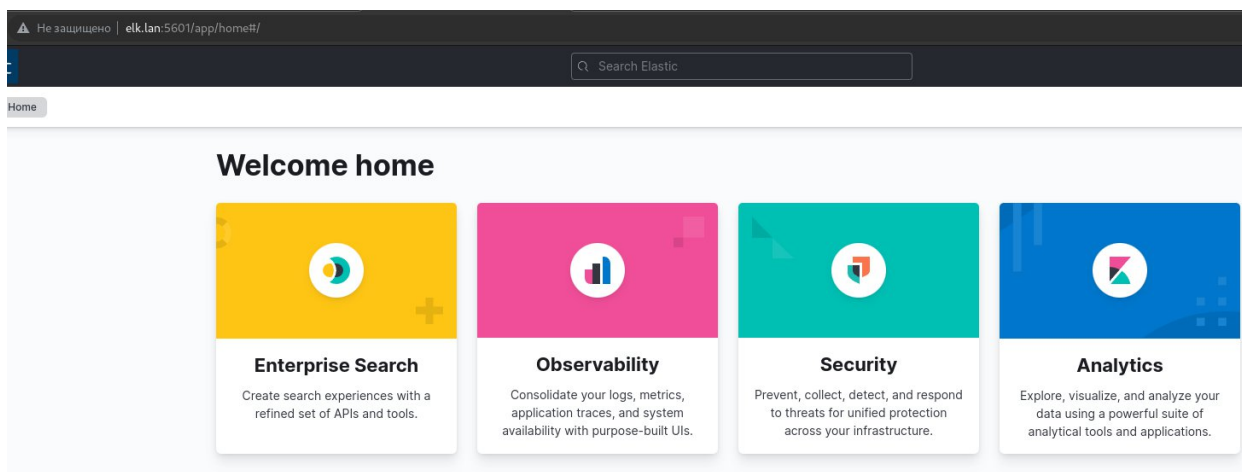 Не защищено | elk.lan:5601/app/home#/
Search Elastic
Home
Welcome home
Enterprise Search
Create search experiences with a
refined set of APIs and tools.
Observability
Consolidate your logs, metrics,
application traces, and system
availability with purpose-built UIs.
Security
Prevent, collect, detect, and respond
to threats for unified protection
across your infrastructure.
Analytics
Explore, visualize, and analyze your
data using a powerful suite of
analytical tools and applications.